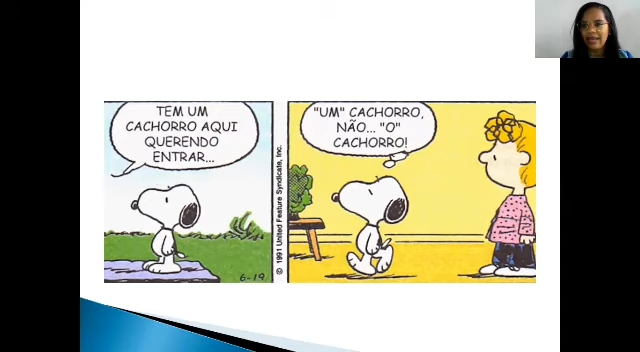 TEM UM
CACHORRO AQUI
QUERENDO
ENTRAR...
6-19
© 1991 United Feature Syndicate, Inc.
"UM" CACHORRO,
NÃO... "O"
CACHORRO!